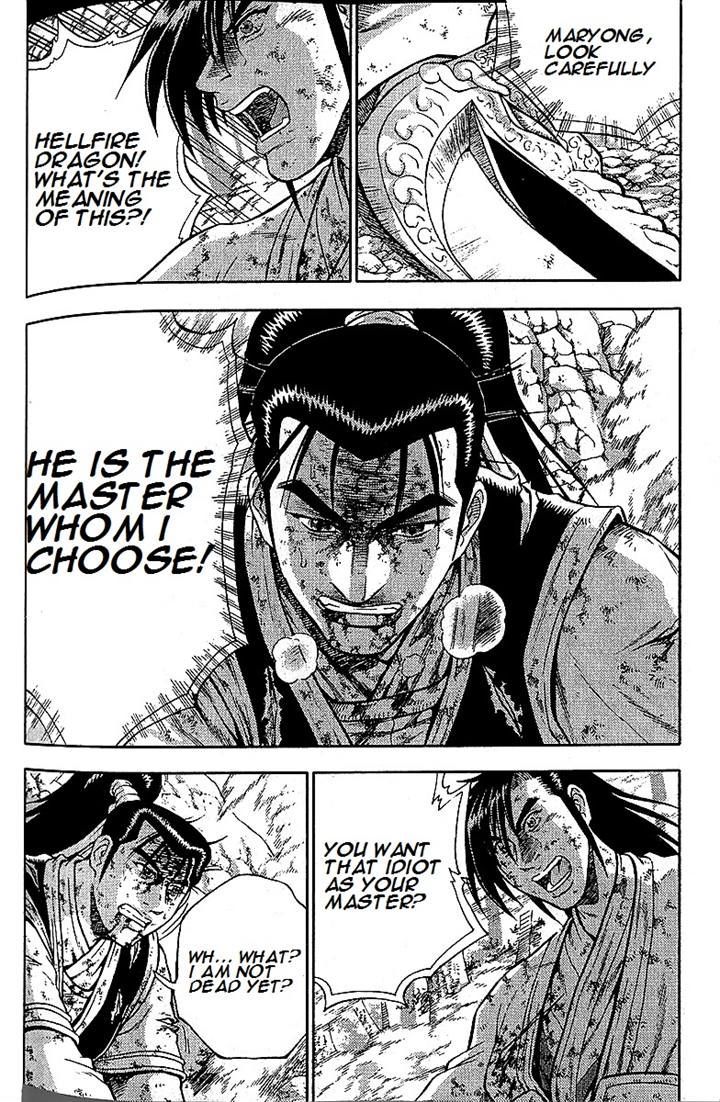 HELLFIRE
DRAGON!
WHAT'S THE
MEANING
OF THIS?!
MARYONG,
LOOK
CAREFULLY
HE IS THE
MASTER
WHOM I
CHOOSE!
WH... WHAT?
I AM NOT
DEAD YET?
YOU WANT
THAT IDIOT
AS YOUR
MASTER?